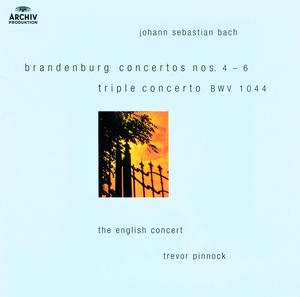 ARCHIV
PRODUKTION
johann sebastian bach
brandenburg concertos nos. 4 – 6
triple concerto BWV 1044
the english concert
trevor pinnock